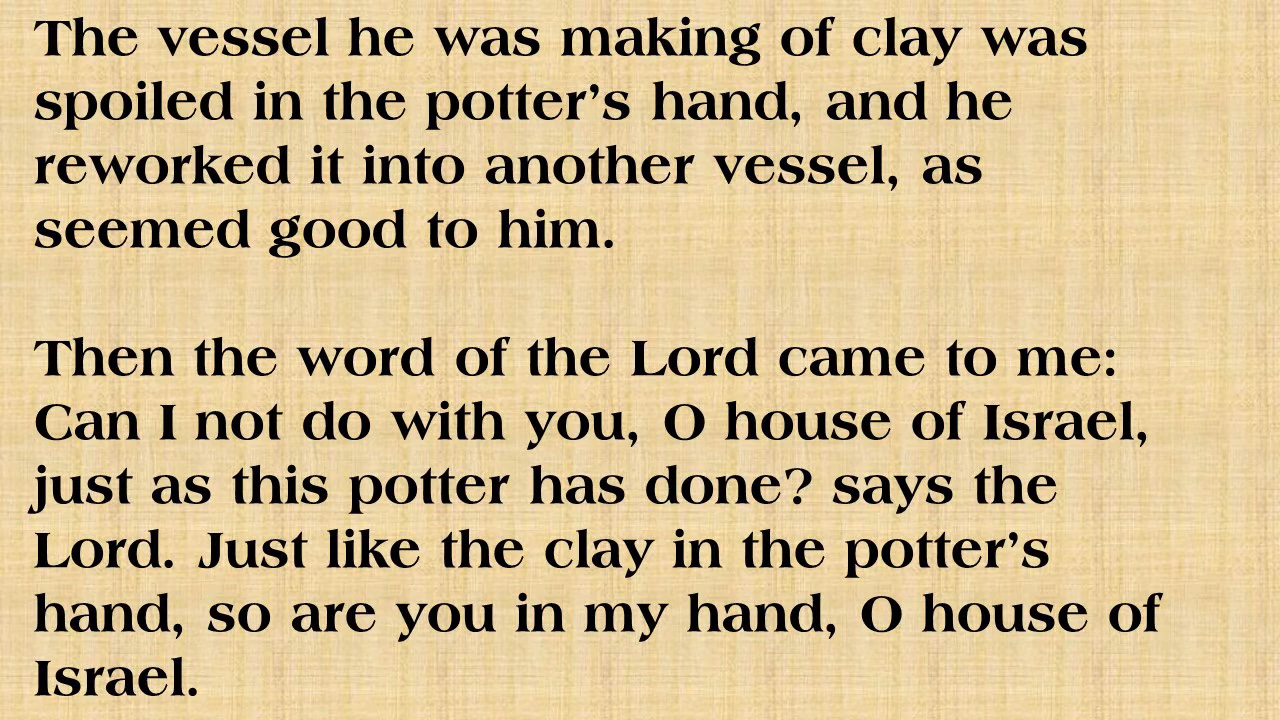 The vessel he was making of clay was
spoiled in the potter’s hand, and he
reworked it into another vessel, as
seemed good to him.
Then the word of the Lord came to me:
Can I not do with you, O house of Israel,
just as this potter has done? says the
Lord. Just like the clay in the potter’s
hand, so are you in my hand, O house of
Israel.